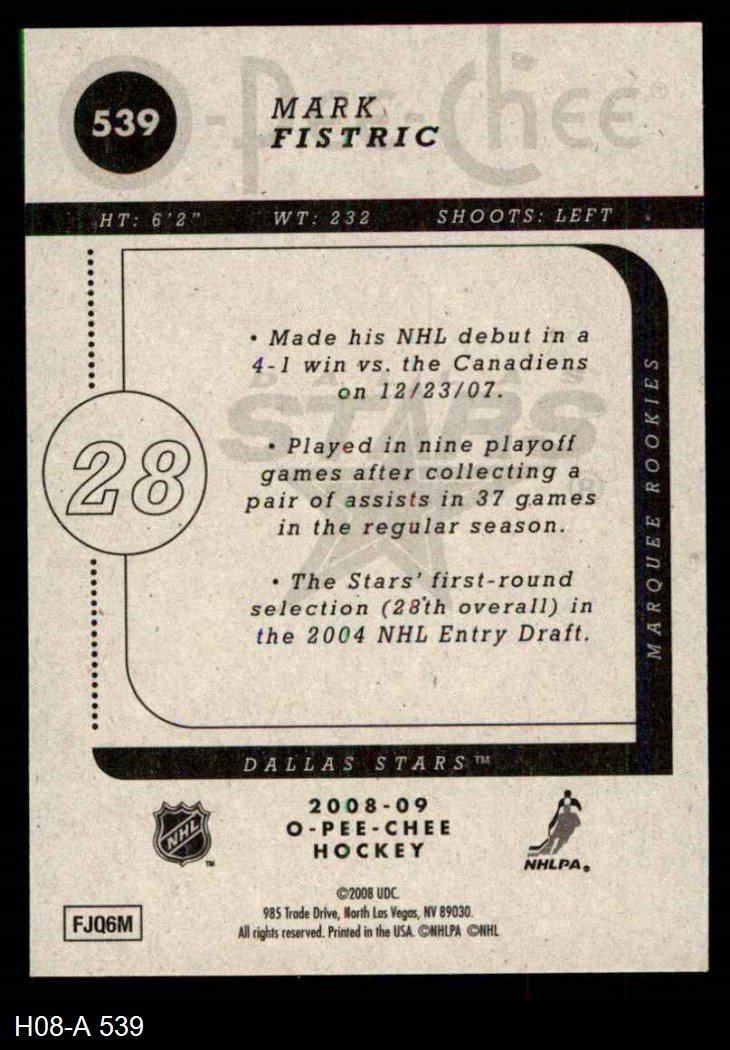 539
MARK
FISTRIC
O-Pee-Chee®
HT: 6'2" WT: 232 SHOOTS: LEFT
• Made his NHL debut in a
4-1 win vs. the Canadiens
on 12/23/07.
• Played in nine playoff
games after collecting a
pair of assists in 37 games
in the regular season.
• The Stars' first-round
selection (28th overall) in
the 2004 NHL Entry Draft.
DALLAS
STARS
®
28
MARQUEE ROOKIES
DALLAS STARS™
NHL
™
2008-09
O-PEE-CHEE
HOCKEY
NHLPA®
©2008 UDC.
985 Trade Drive, North Las Vegas, NV 89030.
All rights reserved. Printed in the USA. ©NHLPA ©NHL
FJQ6M
H08-A 539